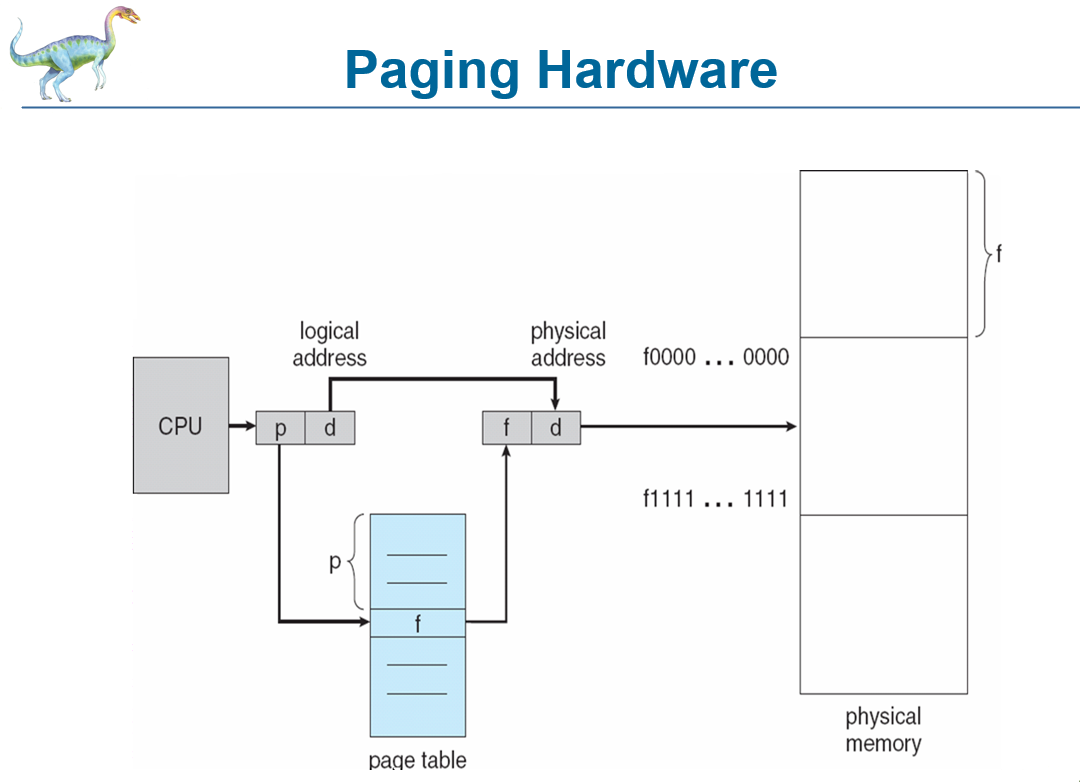 Paging Hardware
f
logical
address
physical
address
f0000 ... 0000
CPU
p
d
f
d
f1111 ... 1111
p
f
physical
memory
page table